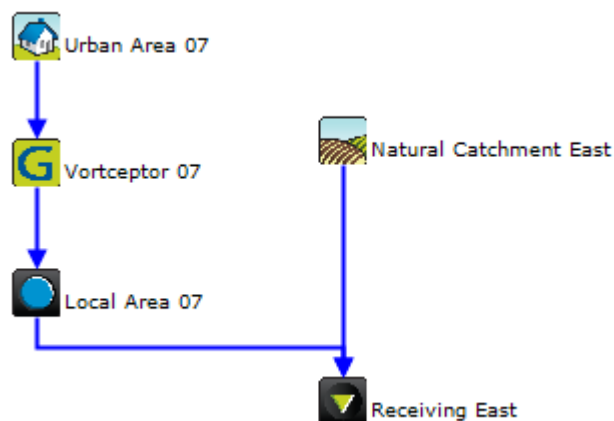 Urban Area 07
G
Vortceptor 07
Natural Catchment East
Local Area 07
Receiving East